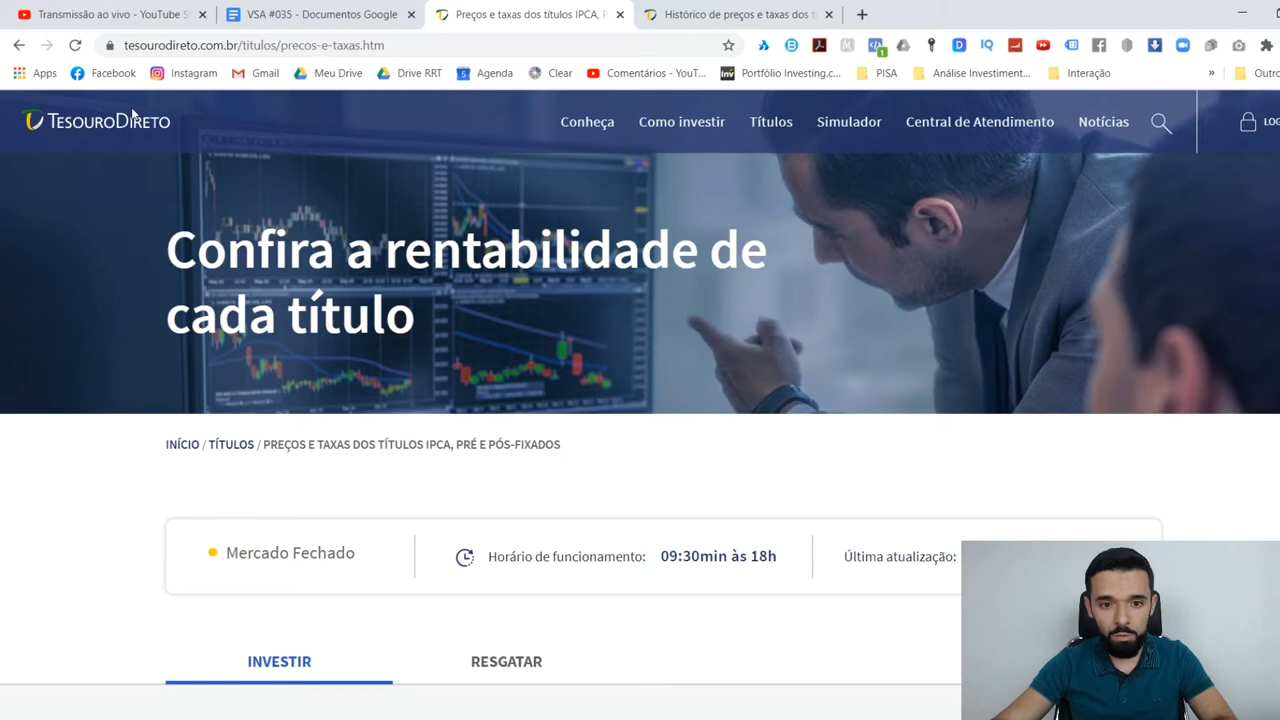 Transmissão ao vivo - YouTube S
VSA #035 - Documentos Google
Preços e taxas dos títulos IPCA, P
Histórico de preços e taxas dos t
tesourodireto.com.br/titulos/precos-e-taxas.htm
Apps
Facebook
Instagram
Gmail
Meu Drive
Drive RRT
Agenda
Clear
Comentários - YouT...
Portfólio Investing.c...
PISA
Análise Investiment...
Interação
Outro
TESOURODIRETO
Conheça
Como investir
Títulos
Simulador
Central de Atendimento
Notícias
LOG
Confira a rentabilidade de
cada título
INÍCIO / TÍTULOS / PREÇOS E TAXAS DOS TÍTULOS IPCA, PRÉ E PÓS-FIXADOS
Mercado Fechado
Horário de funcionamento: 09:30min às 18h
Última atualização:
INVESTIR
RESGATAR